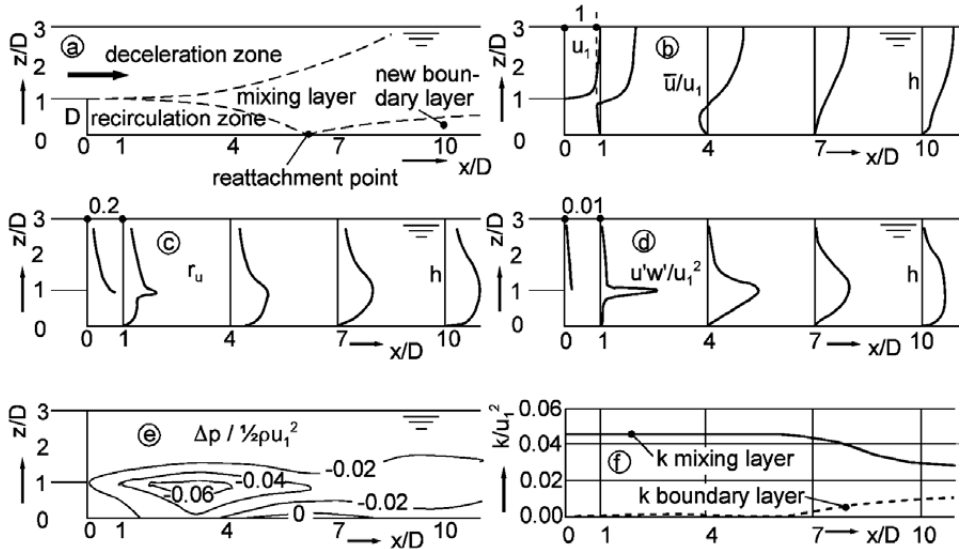 z/D
3
2
1
0
ⓐ
deceleration zone
mixing layer
new boun-
dary layer
D
recirculation zone
reattachment point
1
4
7
10
x/D
z/D
3
2
1
0
1
u₁
ⓑ
u̅/u₁
h
0
1
4
7
10
x/D
z/D
3
2
1
0
0.2
ⓒ
rᵤ
h
0
1
4
7
10
x/D
z/D
3
2
1
0
0.01
ⓓ
u'w'/u₁²
h
0
1
4
7
10
x/D
z/D
3
2
1
0
ⓔ
Δp / ½ρu₁²
-0.02
-0.04
-0.06
-0.02
0
0
1
4
7
10
x/D
k/u₁²
0.06
0.04
0.02
0.00
ⓕ
k mixing layer
k boundary layer
1
4
7
10
x/D